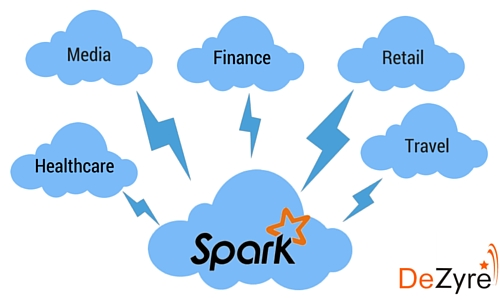 Media
Finance
Retail
Healthcare
Travel
Spark
DeZyre